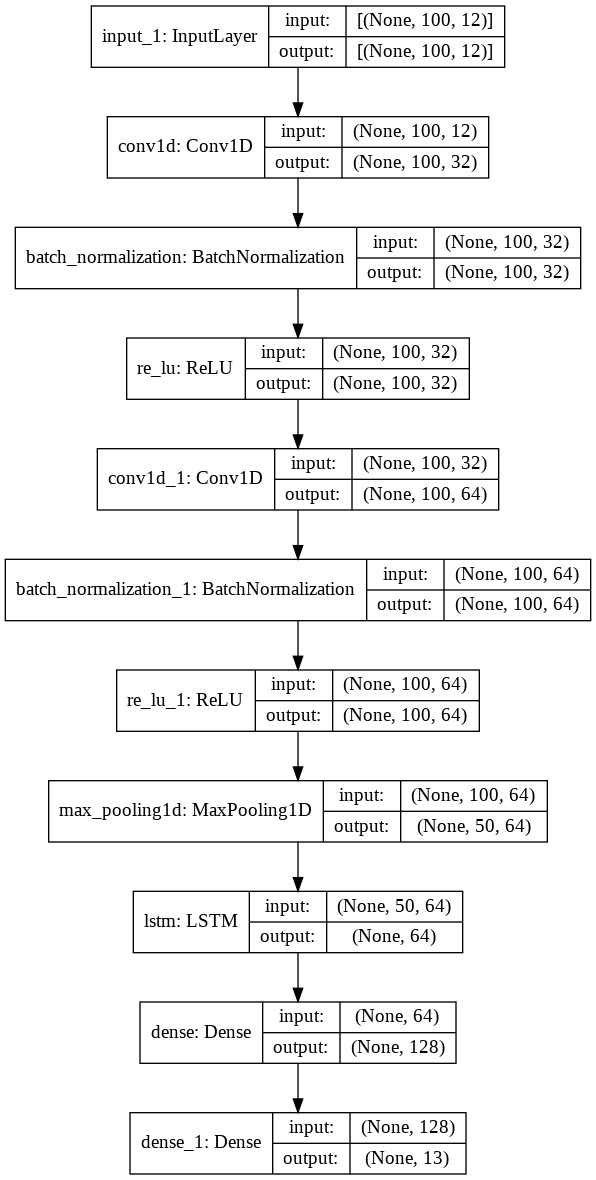 input_1: InputLayer
input: [(None, 100, 12)]
output: [(None, 100, 12)]
conv1d: Conv1D
input: (None, 100, 12)
output: (None, 100, 32)
batch_normalization: BatchNormalization
input: (None, 100, 32)
output: (None, 100, 32)
re_lu: ReLU
input: (None, 100, 32)
output: (None, 100, 32)
conv1d_1: Conv1D
input: (None, 100, 32)
output: (None, 100, 64)
batch_normalization_1: BatchNormalization
input: (None, 100, 64)
output: (None, 100, 64)
re_lu_1: ReLU
input: (None, 100, 64)
output: (None, 100, 64)
max_pooling1d: MaxPooling1D
input: (None, 100, 64)
output: (None, 50, 64)
lstm: LSTM
input: (None, 50, 64)
output: (None, 64)
dense: Dense
input: (None, 64)
output: (None, 128)
dense_1: Dense
input: (None, 128)
output: (None, 13)